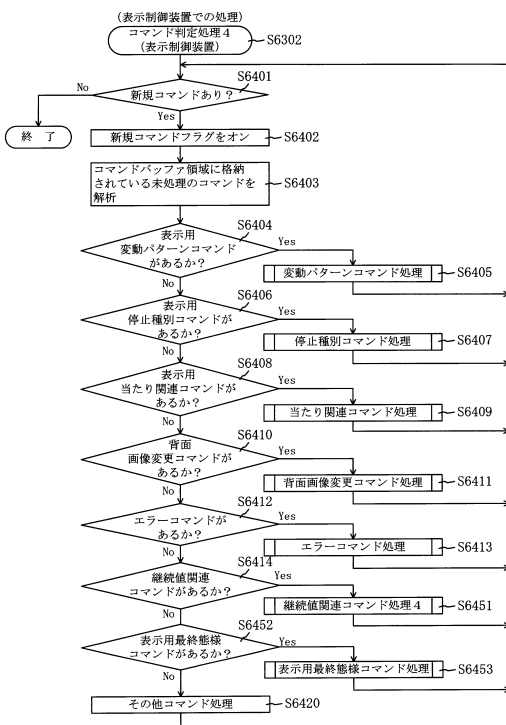 (表示制御装置での処理)
コマンド判定処理4
(表示制御装置)
S6302
S6401
No
新規コマンドあり?
Yes
終 了
新規コマンドフラグをオン
S6402
コマンドバッファ領域に格納
されている未処理のコマンドを
解析
S6403
S6404
表示用
変動パターンコマンド
があるか?
Yes
変動パターンコマンド処理
S6405
No
S6406
表示用
停止種別コマンドが
あるか?
Yes
停止種別コマンド処理
S6407
No
S6408
表示用
当たり関連コマンドが
あるか?
Yes
当たり関連コマンド処理
S6409
No
S6410
背面
画像変更コマンドが
あるか?
Yes
背面画像変更コマンド処理
S6411
No
S6412
エラーコマンドが
あるか?
Yes
エラーコマンド処理
S6413
No
S6414
継続値関連
コマンドがあるか?
Yes
継続値関連コマンド処理4
S6451
No
S6452
表示用最終態様
コマンドがあるか?
Yes
表示用最終態様コマンド処理
S6453
No
その他コマンド処理
S6420